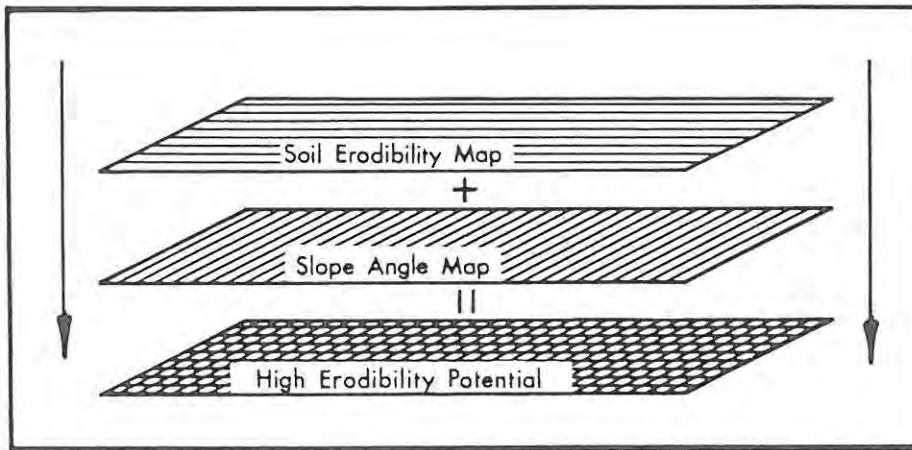 Soil Erodibility Map
+
Slope Angle Map
=
High Erodibility Potential